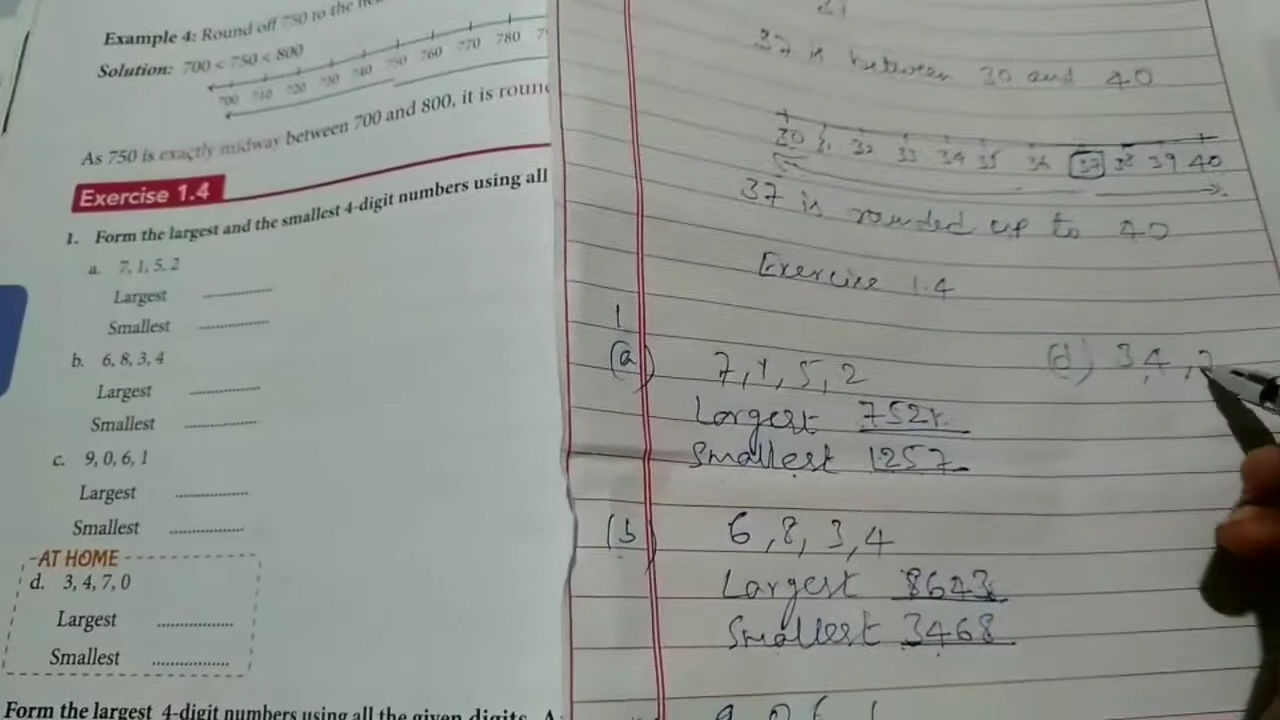 Example 4: Round off 750 to the
Solution: 700 < 750 < 800
700 710 720 730 740 750 760 770 780
As 750 is exactly midway between 700 and 800, it is roun
Exercise 1.4
1. Form the largest and the smallest 4-digit numbers using all
a. 7, 1, 5, 2
Largest ..............
Smallest ..............
b. 6, 8, 3, 4
Largest ..............
Smallest ..............
c. 9, 0, 6, 1
Largest ..............
Smallest ..............
AT HOME
d. 3, 4, 7, 0
Largest ..............
Smallest ..............
Form the largest 4-digit numbers using all the given digits. A
37 is between 30 and 40
30 31 32 33 34 35 36 37 38 39 40
37 is rounded up to 40
Exercise 1.4
1
(a) 7, 1, 5, 2
Largest 7521
Smallest 1257
(b) 6, 8, 3, 4
Largest 8643
Smallest 3468
9 0 6 1
(d) 3, 4, 7